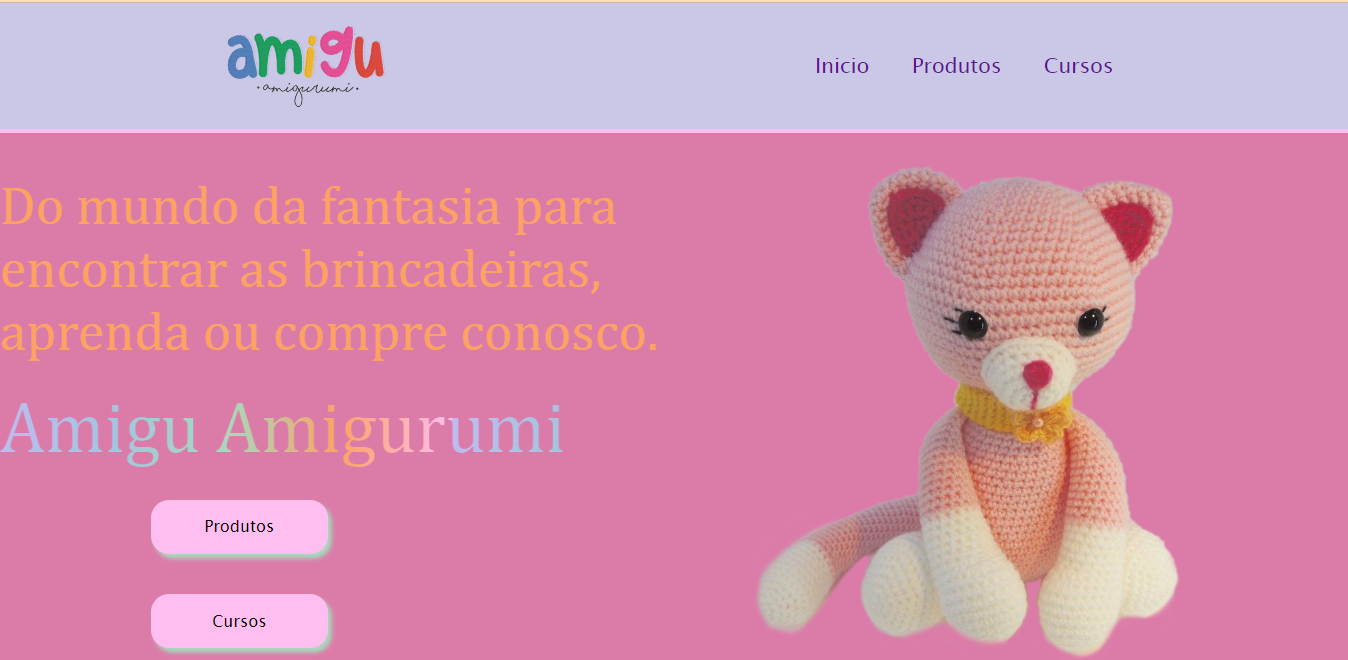 amigu
·amigurumi·
Inicio Produtos Cursos
Do mundo da fantasia para
encontrar as brincadeiras,
aprenda ou compre conosco.
Amigu Amigurumi
Produtos
Cursos